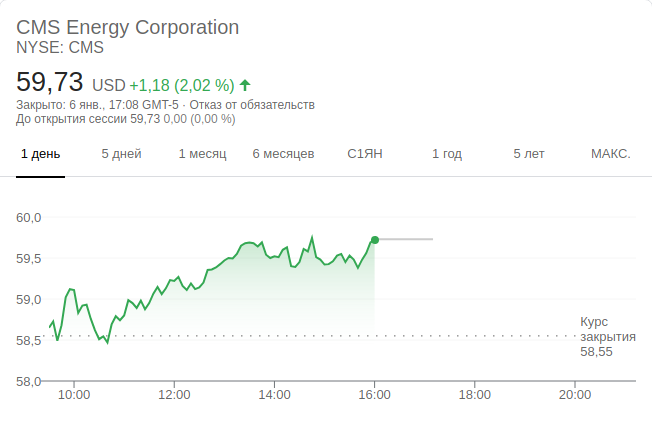 CMS Energy Corporation
NYSE: CMS
59,73 USD +1,18 (2,02 %)
Закрыто: 6 янв., 17:08 GMT-5 · Отказ от обязательств
До открытия сессии 59,73 0,00 (0,00 %)
1 день 5 дней 1 месяц 6 месяцев С1ЯН 1 год 5 лет МАКС.
60,0
59,5
59,0
58,5
58,0
Курс
закрытия
58,55
10:00 12:00 14:00 16:00 18:00 20:00